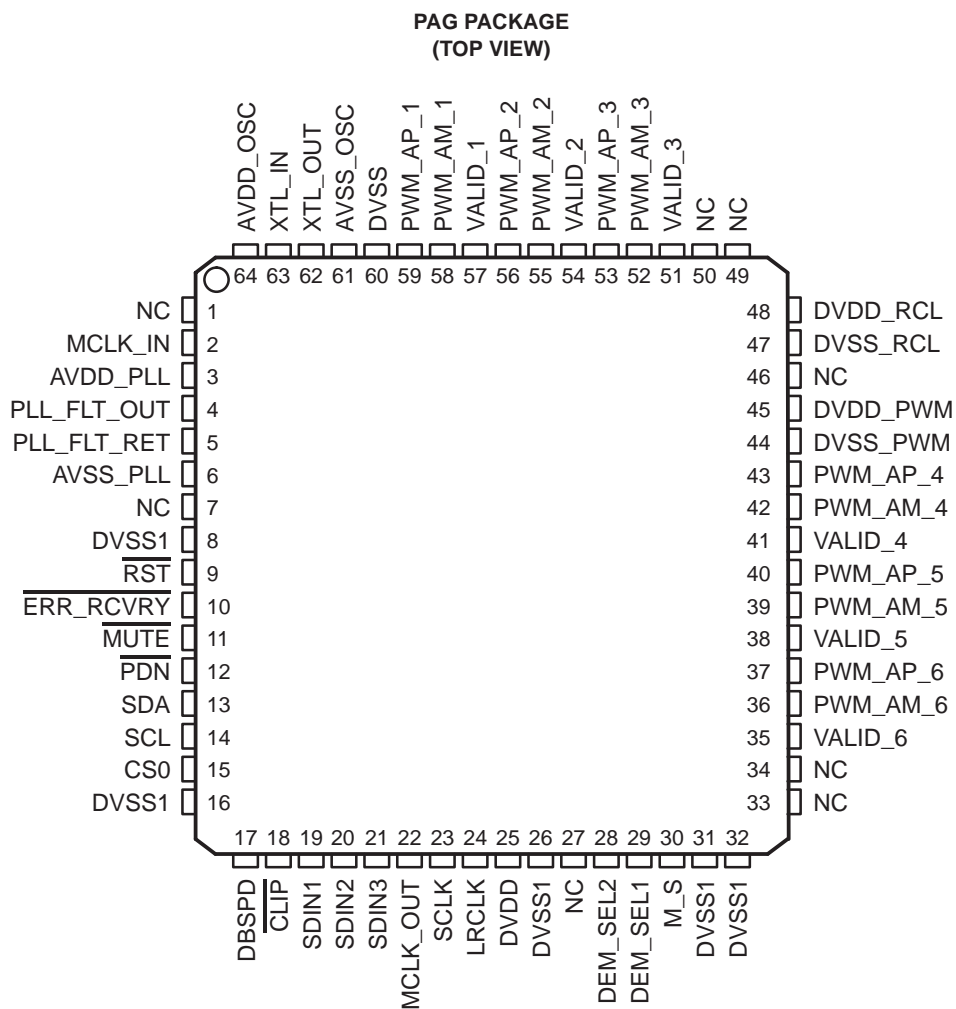 PAG PACKAGE
(TOP VIEW)
AVDD_OSC
XTL_IN
XTL_OUT
AVSS_OSC
DVSS
PWM_AP_1
PWM_AM_1
VALID_1
PWM_AP_2
PWM_AM_2
VALID_2
PWM_AP_3
PWM_AM_3
VALID_3
NC
NC
64 63 62 61 60 59 58 57 56 55 54 53 52 51 50 49
NC 1 48 DVDD_RCL
MCLK_IN 2 47 DVSS_RCL
AVDD_PLL 3 46 NC
PLL_FLT_OUT 4 45 DVDD_PWM
PLL_FLT_RET 5 44 DVSS_PWM
AVSS_PLL 6 43 PWM_AP_4
NC 7 42 PWM_AM_4
DVSS1 8 41 VALID_4
RST 9 40 PWM_AP_5
ERR_RCVRY 10 39 PWM_AM_5
MUTE 11 38 VALID_5
PDN 12 37 PWM_AP_6
SDA 13 36 PWM_AM_6
SCL 14 35 VALID_6
CS0 15 34 NC
DVSS1 16 33 NC
17 18 19 20 21 22 23 24 25 26 27 28 29 30 31 32
DBSPD
CLIP
SDIN1
SDIN2
SDIN3
MCLK_OUT
SCLK
LRCLK
DVDD
DVSS1
NC
DEM_SEL2
DEM_SEL1
M_S
DVSS1
DVSS1